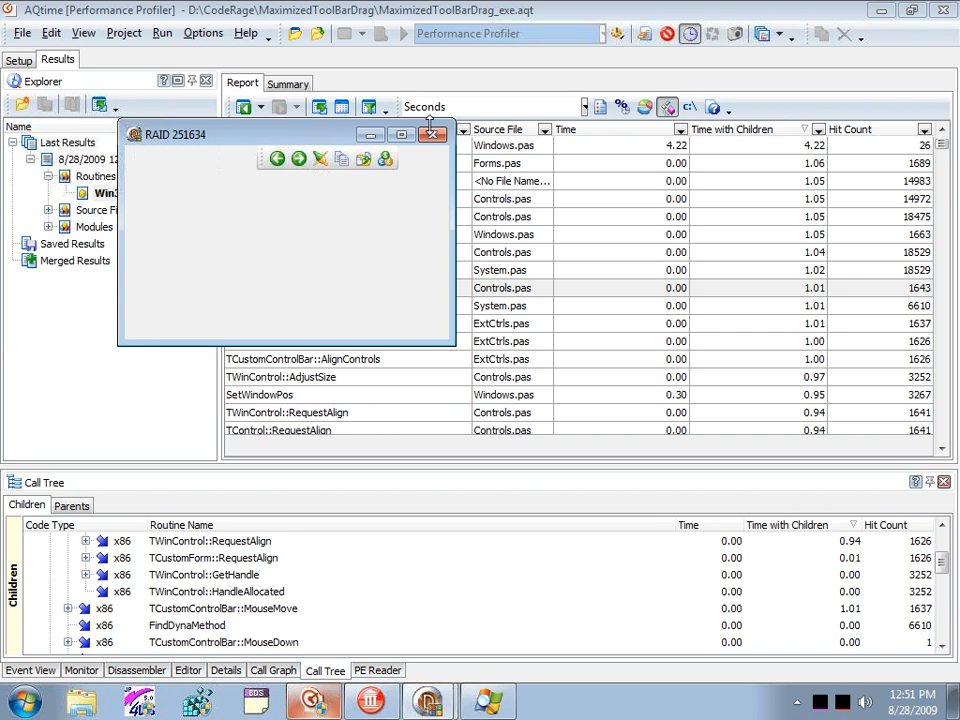 AQtime [Performance Profiler] - D:\CodeRage\MaximizedToolBarDrag\MaximizedToolBarDrag_exe.aqt
File Edit View Project Run Options Help
Performance Profiler
Setup Results
Explorer
Name
Last Results
8/28/2009 12
Routines
Win3
Source Fi
Modules
Saved Results
Merged Results
Report Summary
Seconds
RAID 251634
Source File Time Time with Children Hit Count
Windows.pas 4.22 4.22 26
Forms.pas 0.00 1.06 1689
<No File Name... 0.00 1.05 14983
Controls.pas 0.00 1.05 14972
Controls.pas 0.00 1.05 18475
Windows.pas 0.00 1.05 1663
Controls.pas 0.00 1.04 18529
System.pas 0.00 1.02 18529
Controls.pas 0.00 1.01 1643
System.pas 0.00 1.01 6610
ExtCtrls.pas 0.00 1.01 1637
ExtCtrls.pas 0.00 1.00 1626
TCustomControlBar::AlignControls ExtCtrls.pas 0.00 1.00 1626
TWinControl::AdjustSize Controls.pas 0.00 0.97 3252
SetWindowPos Windows.pas 0.30 0.95 3267
TWinControl::RequestAlign Controls.pas 0.00 0.94 1641
TControl::RequestAlign Controls.pas 0.00 0.94 1641
Call Tree
Children Parents
Code Type Routine Name Time Time with Children Hit Count
Children
x86 TWinControl::RequestAlign 0.00 0.94 1626
x86 TCustomForm::RequestAlign 0.00 0.01 1626
x86 TWinControl::GetHandle 0.00 0.00 3252
x86 TWinControl::HandleAllocated 0.00 0.00 3252
x86 TCustomControlBar::MouseMove 0.00 1.01 1637
x86 FindDynaMethod 0.00 0.00 6610
x86 TCustomControlBar::MouseDown 0.00 0.00 1
Event View Monitor Disassembler Editor Details Call Graph Call Tree PE Reader
BDS
12:51 PM
8/28/2009